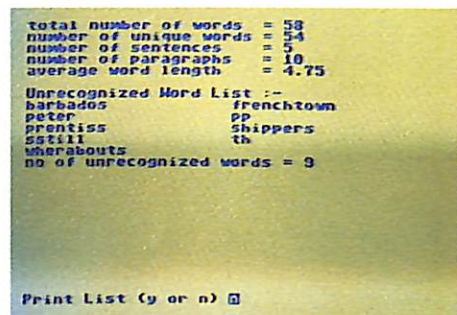 total number of words = 58
number of unique words = 54
number of sentences = 5
number of paragraphs = 10
average word length = 4.75
Unrecognized Word List :-
barbados frenchtown
peter pp
prentiss shippers
sstill th
wherabouts
no of unrecognized words = 9
Print List (y or n) n